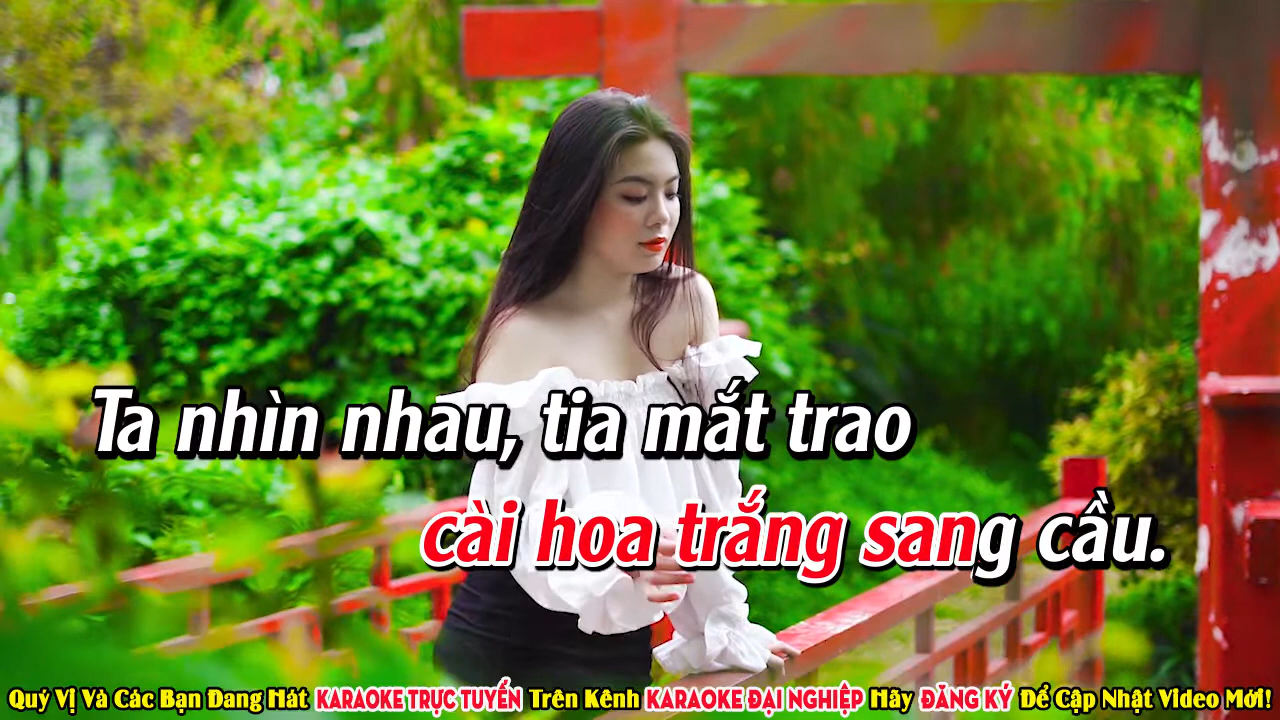 Ta nhìn nhau, tia mắt trao
cài hoa trắng sang cầu.
Quý Vị Và Các Bạn Đang Hát KARAOKE TRỰC TUYẾN Trên Kênh KARAOKE ĐẠI NGHIỆP Hãy ĐĂNG KÝ Để Cập Nhật Video Mới!